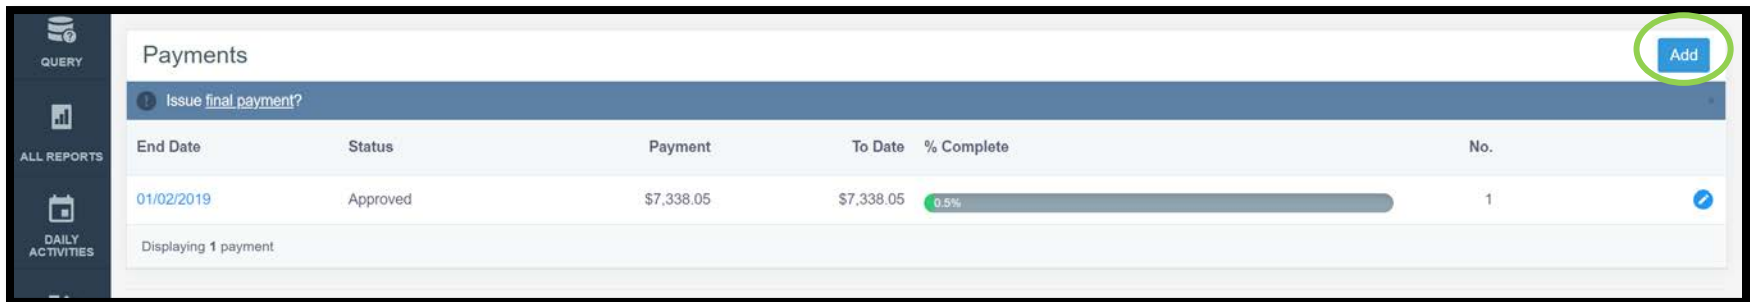 QUERY
ALL REPORTS
DAILY
ACTIVITIES
Payments
Add
Issue final payment?
End Date Status Payment To Date % Complete No.
01/02/2019 Approved $7,338.05 $7,338.05 0.5% 1
Displaying 1 payment